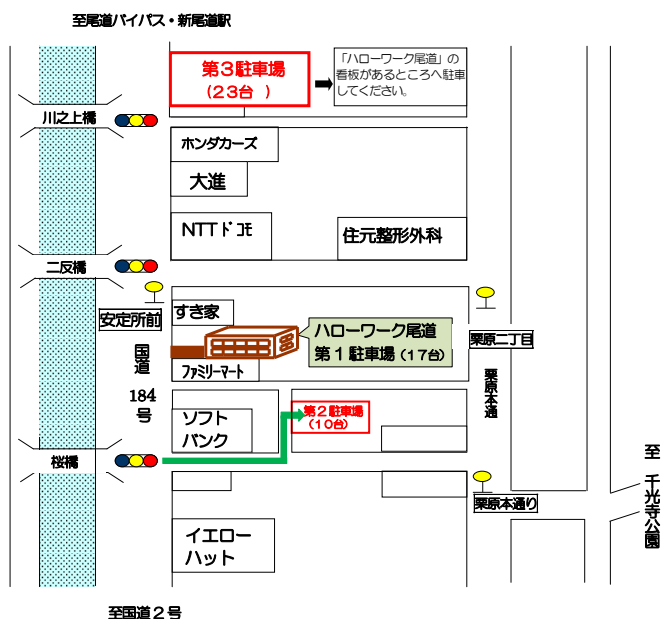 至尾道バイパス・新尾道駅
第3駐車場
(23台 )
「ハローワーク尾道」の
看板があるところへ駐車
してください。
川之上橋
ホンダカーズ
大進
NTTドコモ
住元整形外科
二反橋
安定所前
すき家
ハローワーク尾道
第1駐車場(17台)
栗原二丁目
国道
184
号
ファミリーマート
栗原本通
ソフト
バンク
第2駐車場
(10台)
桜橋
至 千光寺公園
栗原本通り
イエロー
ハット
至国道2号